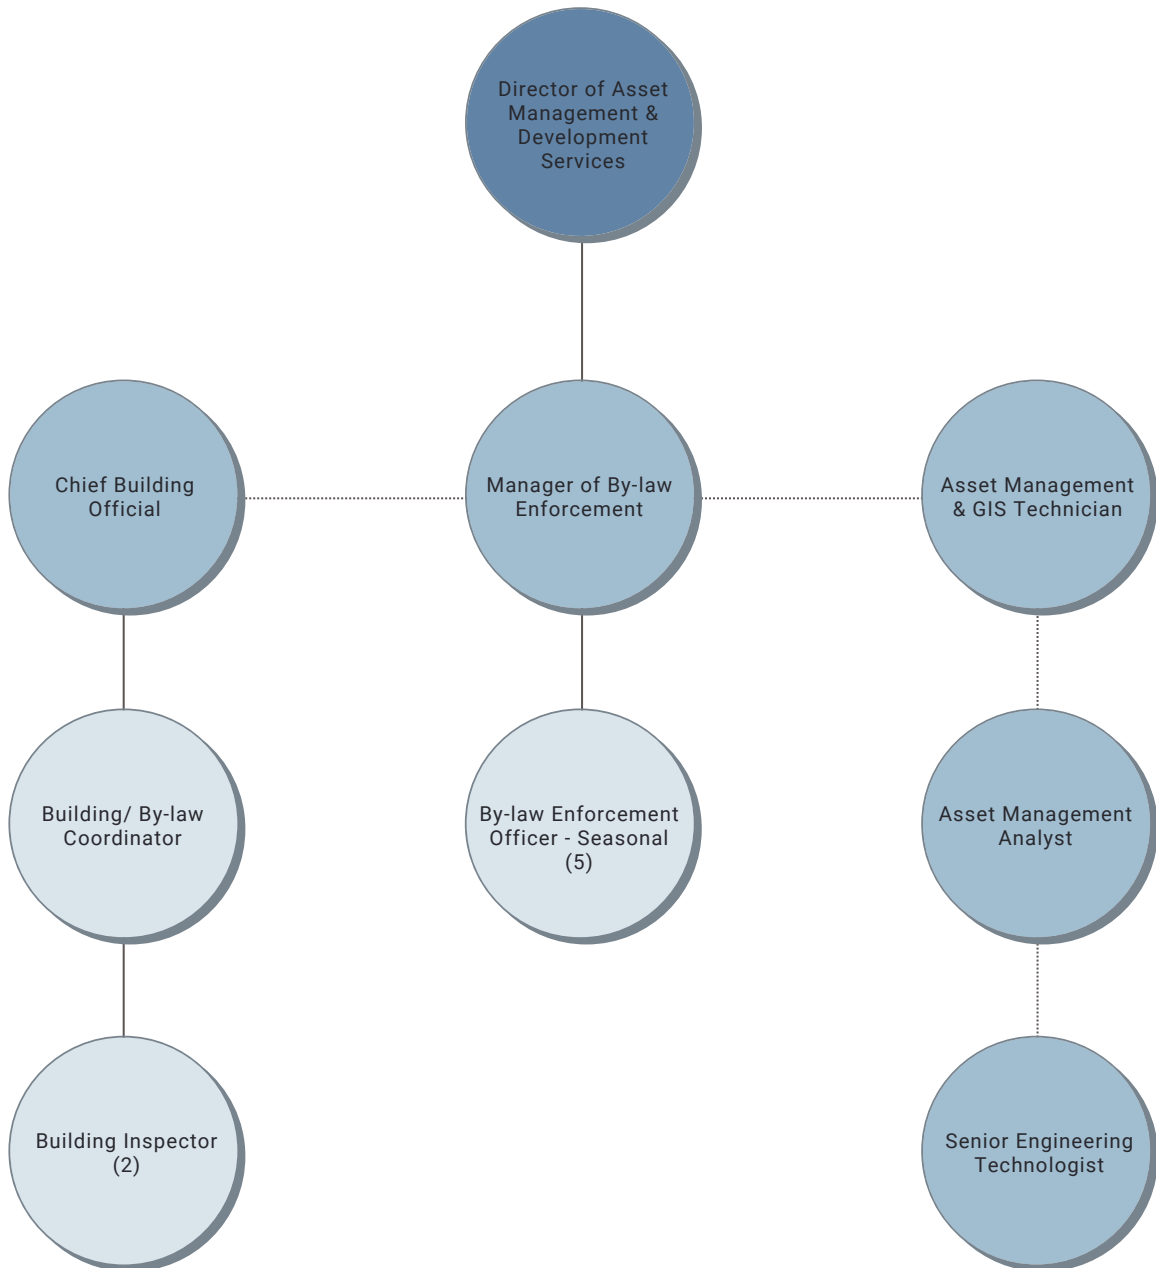 Director of Asset
Management &
Development
Services
Chief Building
Official
Manager of By-law
Enforcement
Asset Management
& GIS Technician
Building/ By-law
Coordinator
By-law Enforcement
Officer - Seasonal
(5)
Asset Management
Analyst
Building Inspector
(2)
Senior Engineering
Technologist